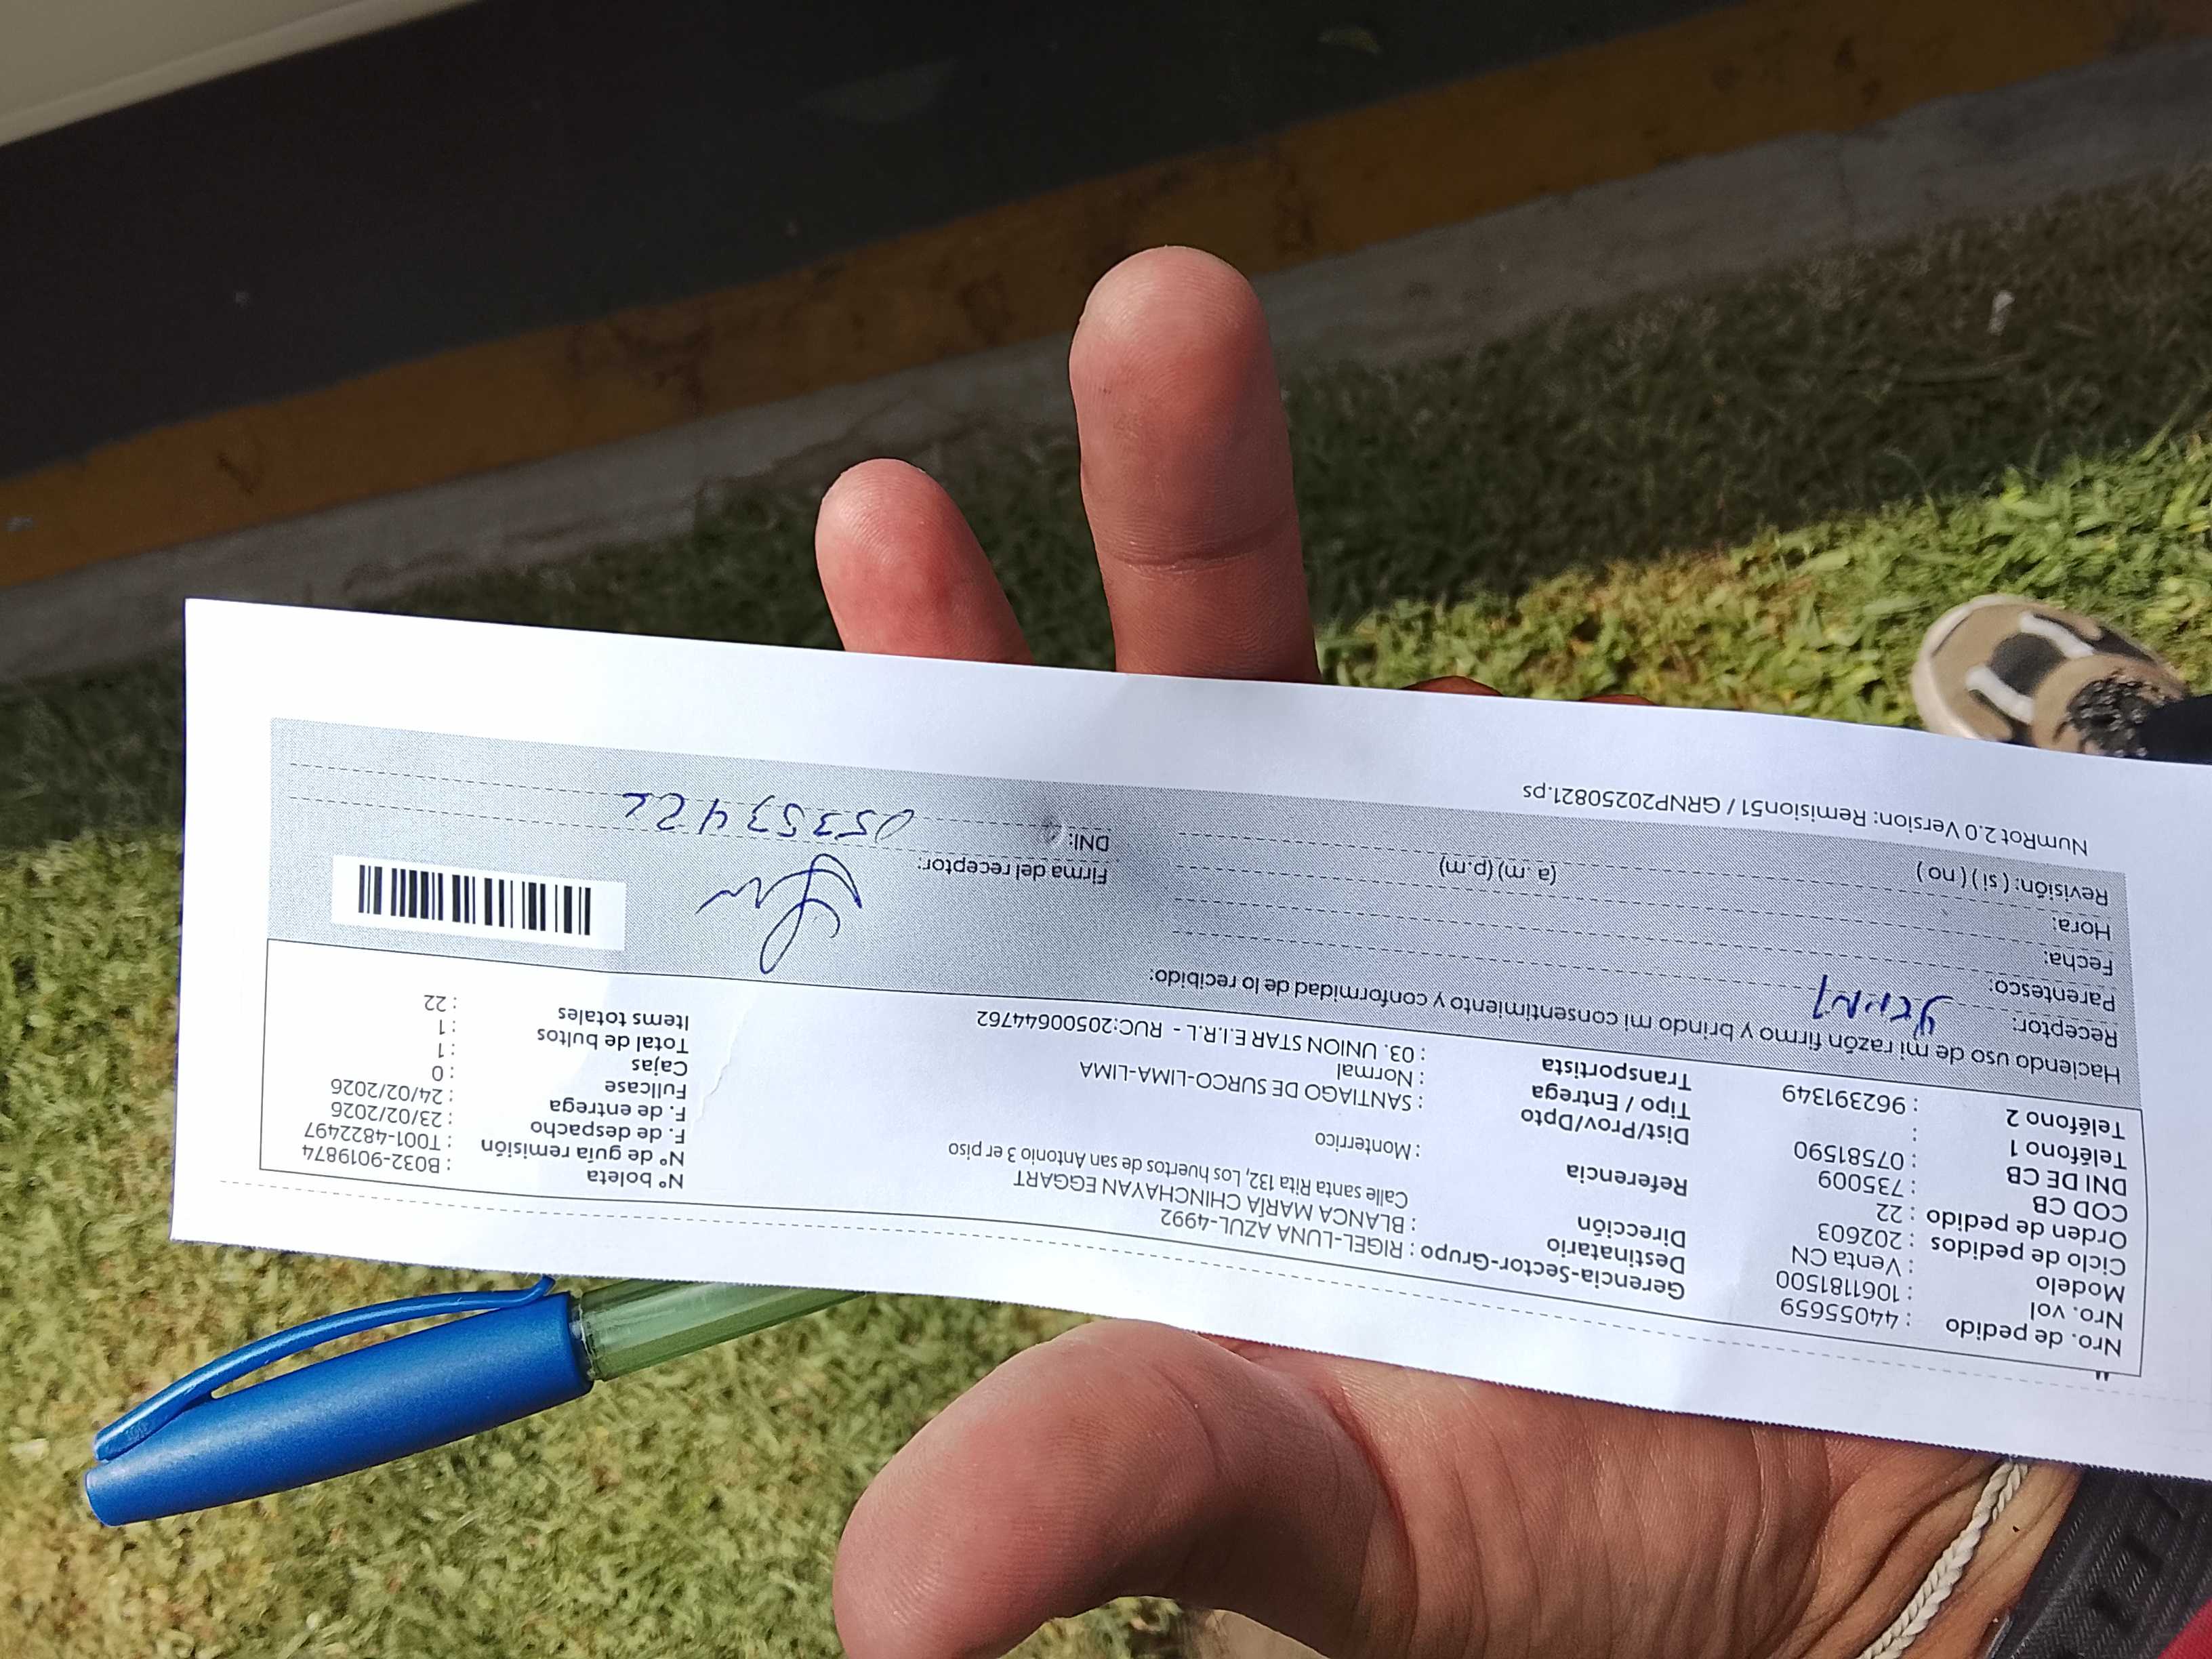 Nro. de pedido : 44055659
Nro. vol : 1061181500
Modelo : Venta CN
Ciclo de pedidos : 202603
Orden de pedido : 22
COD CB : 735009
DNI DE CB : 07581590
Teléfono 1 :
Teléfono 2 : 962391349
Gerencia-Sector-Grupo : RIGEL-LUNA AZUL-4992
Destinatario : BLANCA MARÍA CHINCHAYAN EGGART
Dirección Calle santa Rita 132, Los huertos de san Antonio 3 er piso
Referencia : Monterrico
Dist/Prov/Dpto : SANTIAGO DE SURCO-LIMA-LIMA
Tipo / Entrega : Normal
Transportista : 03. UNION STAR E.I.R.L - RUC:20500644762
N° boleta : B032-9019874
N° de guía remisión : T001-4822497
F. de despacho : 23/02/2026
F. de entrega : 24/02/2026
Fullcase : 0
Cajas : 1
Total de bultos : 1
Items totales : 22
Haciendo uso de mi razón firmo y brindo mi consentimiento y conformidad de lo recibido:
Receptor: yenny
Parentesco:
Fecha:
Hora: (a .m) (p.m)
Revisión: ( si ) ( no )
Firma del receptor:
DNI: 05353422
NumRot 2.0 Version: Remision51 / GRNP20250821.ps